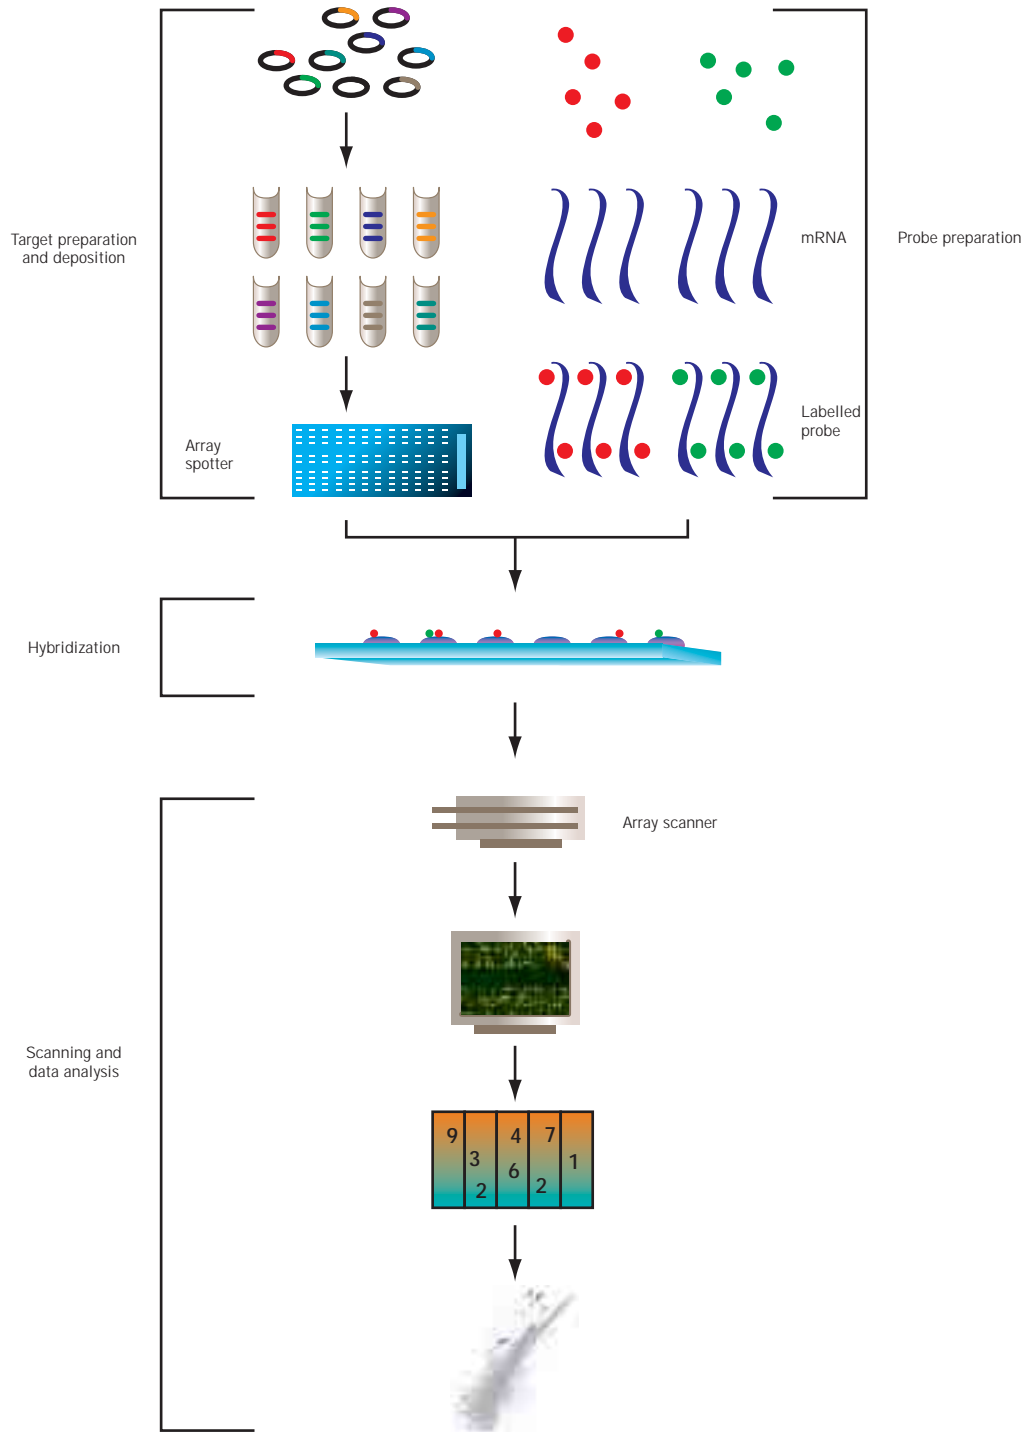 Target preparation
and deposition
mRNA
Probe preparation
Array
spotter
Labelled
probe
Hybridization
Array scanner
Scanning and
data analysis
9 4 7
3 6 1
2 2